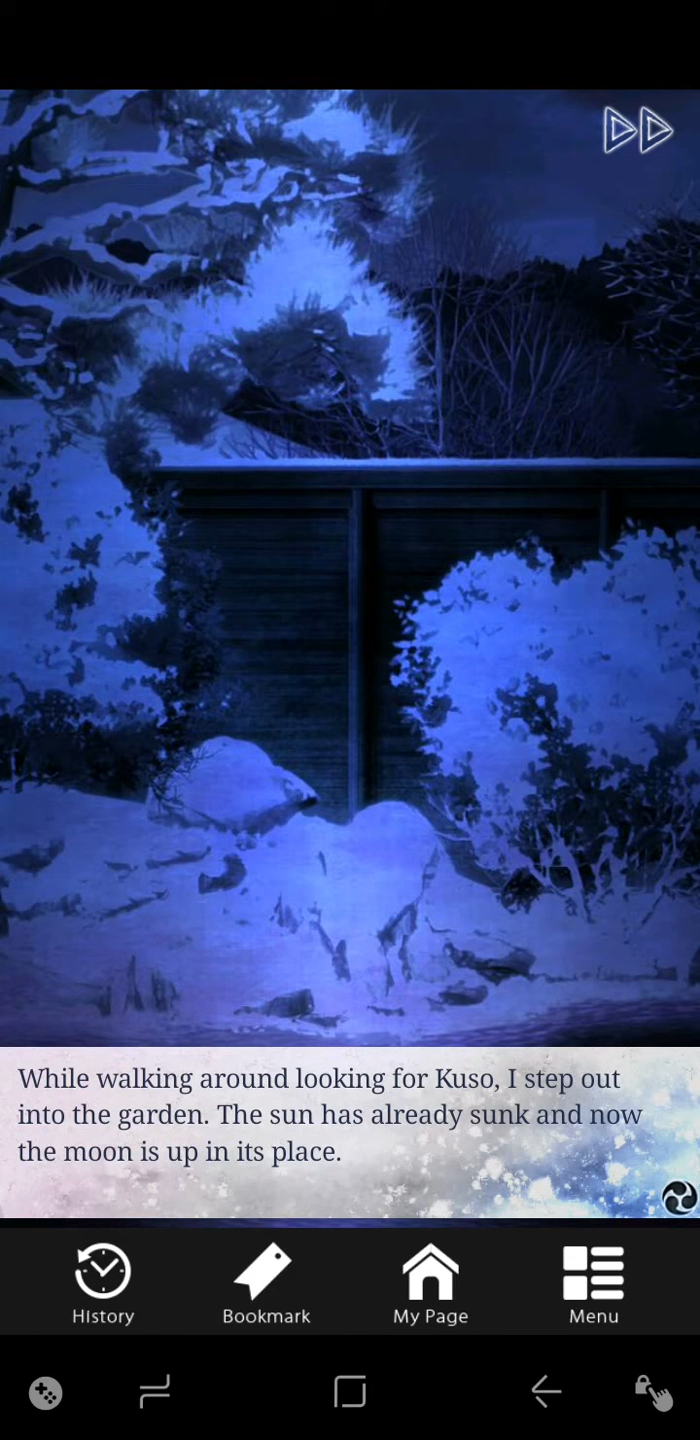 While walking around looking for Kuso, I step out
into the garden. The sun has already sunk and now
the moon is up in its place.
History
Bookmark
My Page
Menu